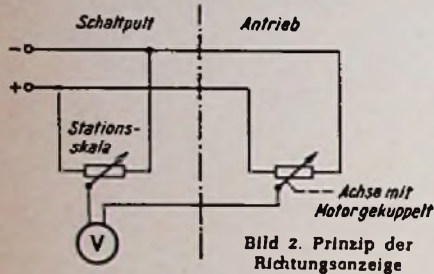 Schaltpult
Antrieb
-
+
Stations-
skala
Achse mit
Motor gekuppelt
V
Bild 2. Prinzip der
Richtungsanzeige